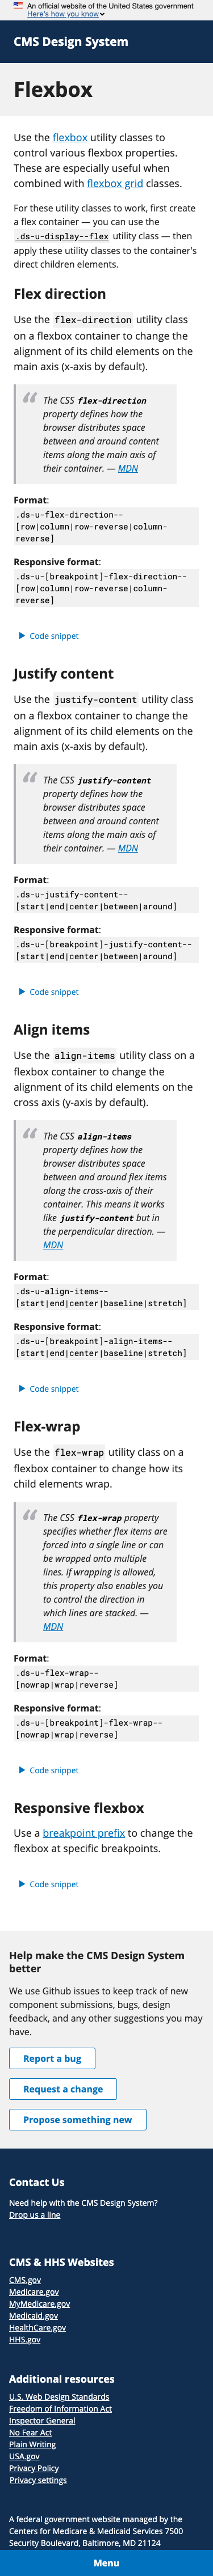 An official website of the United States government
Here's how you know
CMS Design System
Flexbox
Use the flexbox utility classes to
control various flexbox properties.
These are especially useful when
combined with flexbox grid classes.
For these utility classes to work, first create
a flex container — you can use the
.ds-u-display--flex utility class — then
apply these utility classes to the container's
direct children elements.
Flex direction
Use the flex-direction utility class
on a flexbox container to change the
alignment of its child elements on the
main axis (x-axis by default).
The CSS flex-direction
property defines how the
browser distributes space
between and around content
items along the main axis of
their container. — MDN
Format:
.ds-u-flex-direction--
[row|column|row-reverse|column-
reverse]
Responsive format:
.ds-u-[breakpoint]-flex-direction--
[row|column|row-reverse|column-
reverse]
Code snippet
Justify content
Use the justify-content utility class
on a flexbox container to change the
alignment of its child elements on the
main axis (x-axis by default).
The CSS justify-content
property defines how the
browser distributes space
between and around content
items along the main axis of
their container. — MDN
Format:
.ds-u-justify-content--
[start|end|center|between|around]
Responsive format:
.ds-u-[breakpoint]-justify-content--
[start|end|center|between|around]
Code snippet
Align items
Use the align-items utility class on a
flexbox container to change the
alignment of its child elements on the
cross axis (y-axis by default).
The CSS align-items
property defines how the
browser distributes space
between and around flex items
along the cross-axis of their
container. This means it works
like justify-content but in
the perpendicular direction. —
MDN
Format:
.ds-u-align-items--
[start|end|center|baseline|stretch]
Responsive format:
.ds-u-[breakpoint]-align-items--
[start|end|center|baseline|stretch]
Code snippet
Flex-wrap
Use the flex-wrap utility class on a
flexbox container to change how its
child elements wrap.
The CSS flex-wrap property
specifies whether flex items are
forced into a single line or can
be wrapped onto multiple
lines. If wrapping is allowed,
this property also enables you
to control the direction in
which lines are stacked. —
MDN
Format:
.ds-u-flex-wrap--
[nowrap|wrap|reverse]
Responsive format:
.ds-u-[breakpoint]-flex-wrap--
[nowrap|wrap|reverse]
Code snippet
Responsive flexbox
Use a breakpoint prefix to change the
flexbox at specific breakpoints.
Code snippet
Help make the CMS Design System
better
We use Github issues to keep track of new
component submissions, bugs, design
feedback, and any other suggestions you may
have.
Report a bug
Request a change
Propose something new
Contact Us
Need help with the CMS Design System?
Drop us a line
CMS & HHS Websites
CMS.gov
Medicare.gov
MyMedicare.gov
Medicaid.gov
HealthCare.gov
HHS.gov
Additional resources
U.S. Web Design Standards
Freedom of Information Act
Inspector General
No Fear Act
Plain Writing
USA.gov
Privacy Policy
Privacy settings
A federal government website managed by the
Centers for Medicare & Medicaid Services 7500
Security Boulevard, Baltimore, MD 21124
Menu